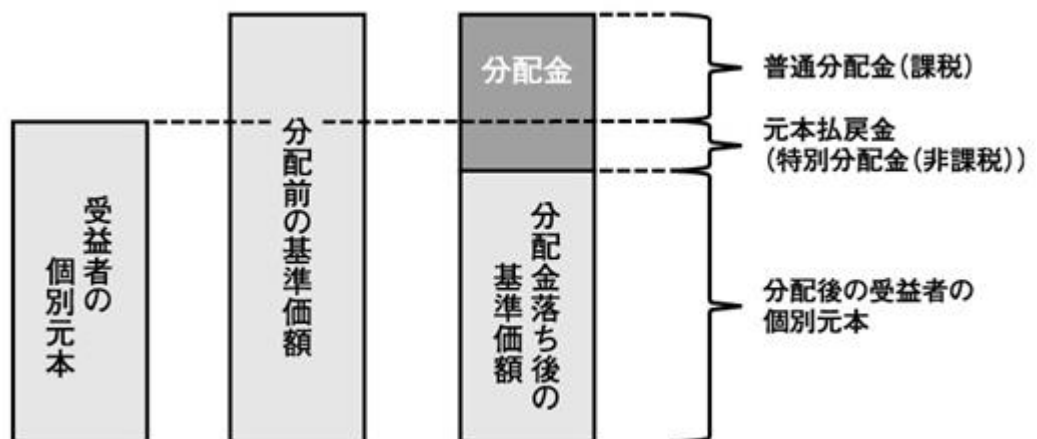 受益者の
個別元本
分配前の基準価額
分配金
分配金落ち後の
基準価額
普通分配金(課税)
元本払戻金
(特別分配金(非課税))
分配後の受益者の
個別元本